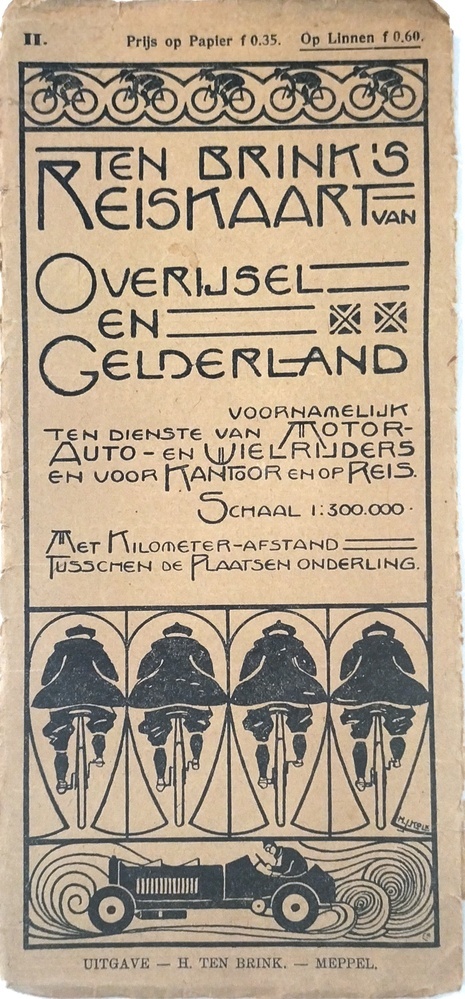 II. Prijs op Papier f 0.35. Op Linnen f 0.60.
TEN BRINK'S
REISKAART VAN
OVERIJSEL
EN
GELDERLAND
VOORNAMELIJK
TEN DIENSTE VAN MOTOR-
AUTO- EN WIELRIJDERS
EN VOOR KANTOOR EN OP REIS.
SCHAAL 1:300.000.
MET KILOMETER-AFSTAND
TUSSCHEN DE PLAATSEN ONDERLING.
UITGAVE — H. TEN BRINK. — MEPPEL.